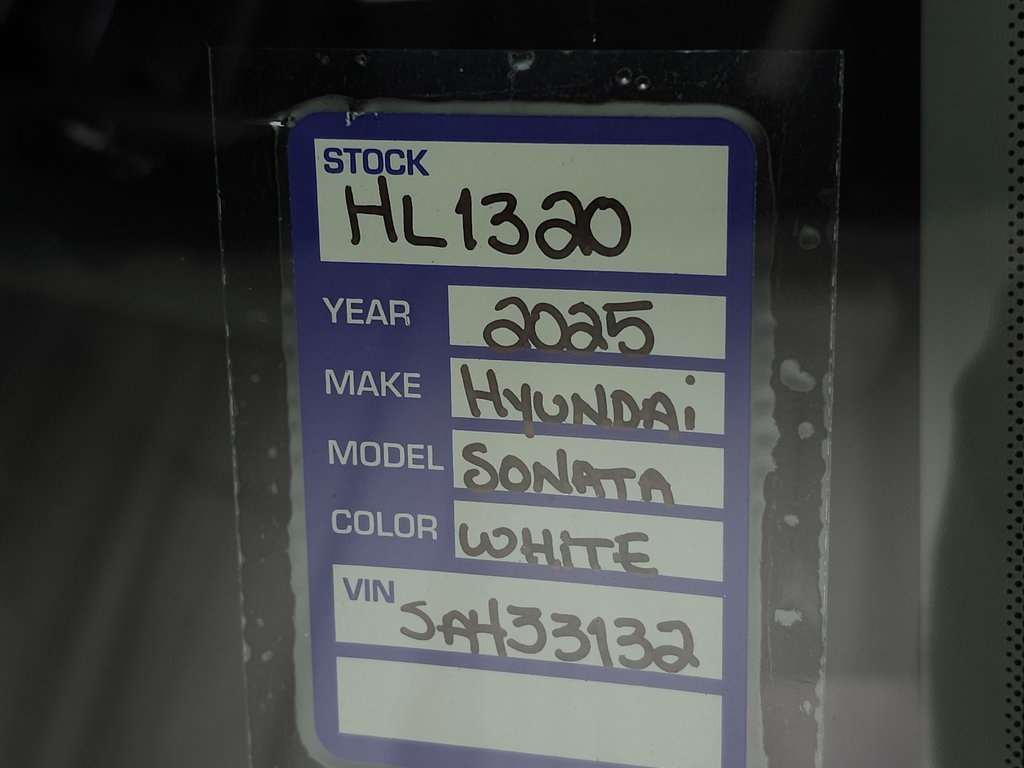 STOCK
HL1320
YEAR 2025
MAKE HYUNDAi
MODEL SONATA
COLOR WHITE
VIN SAH33132